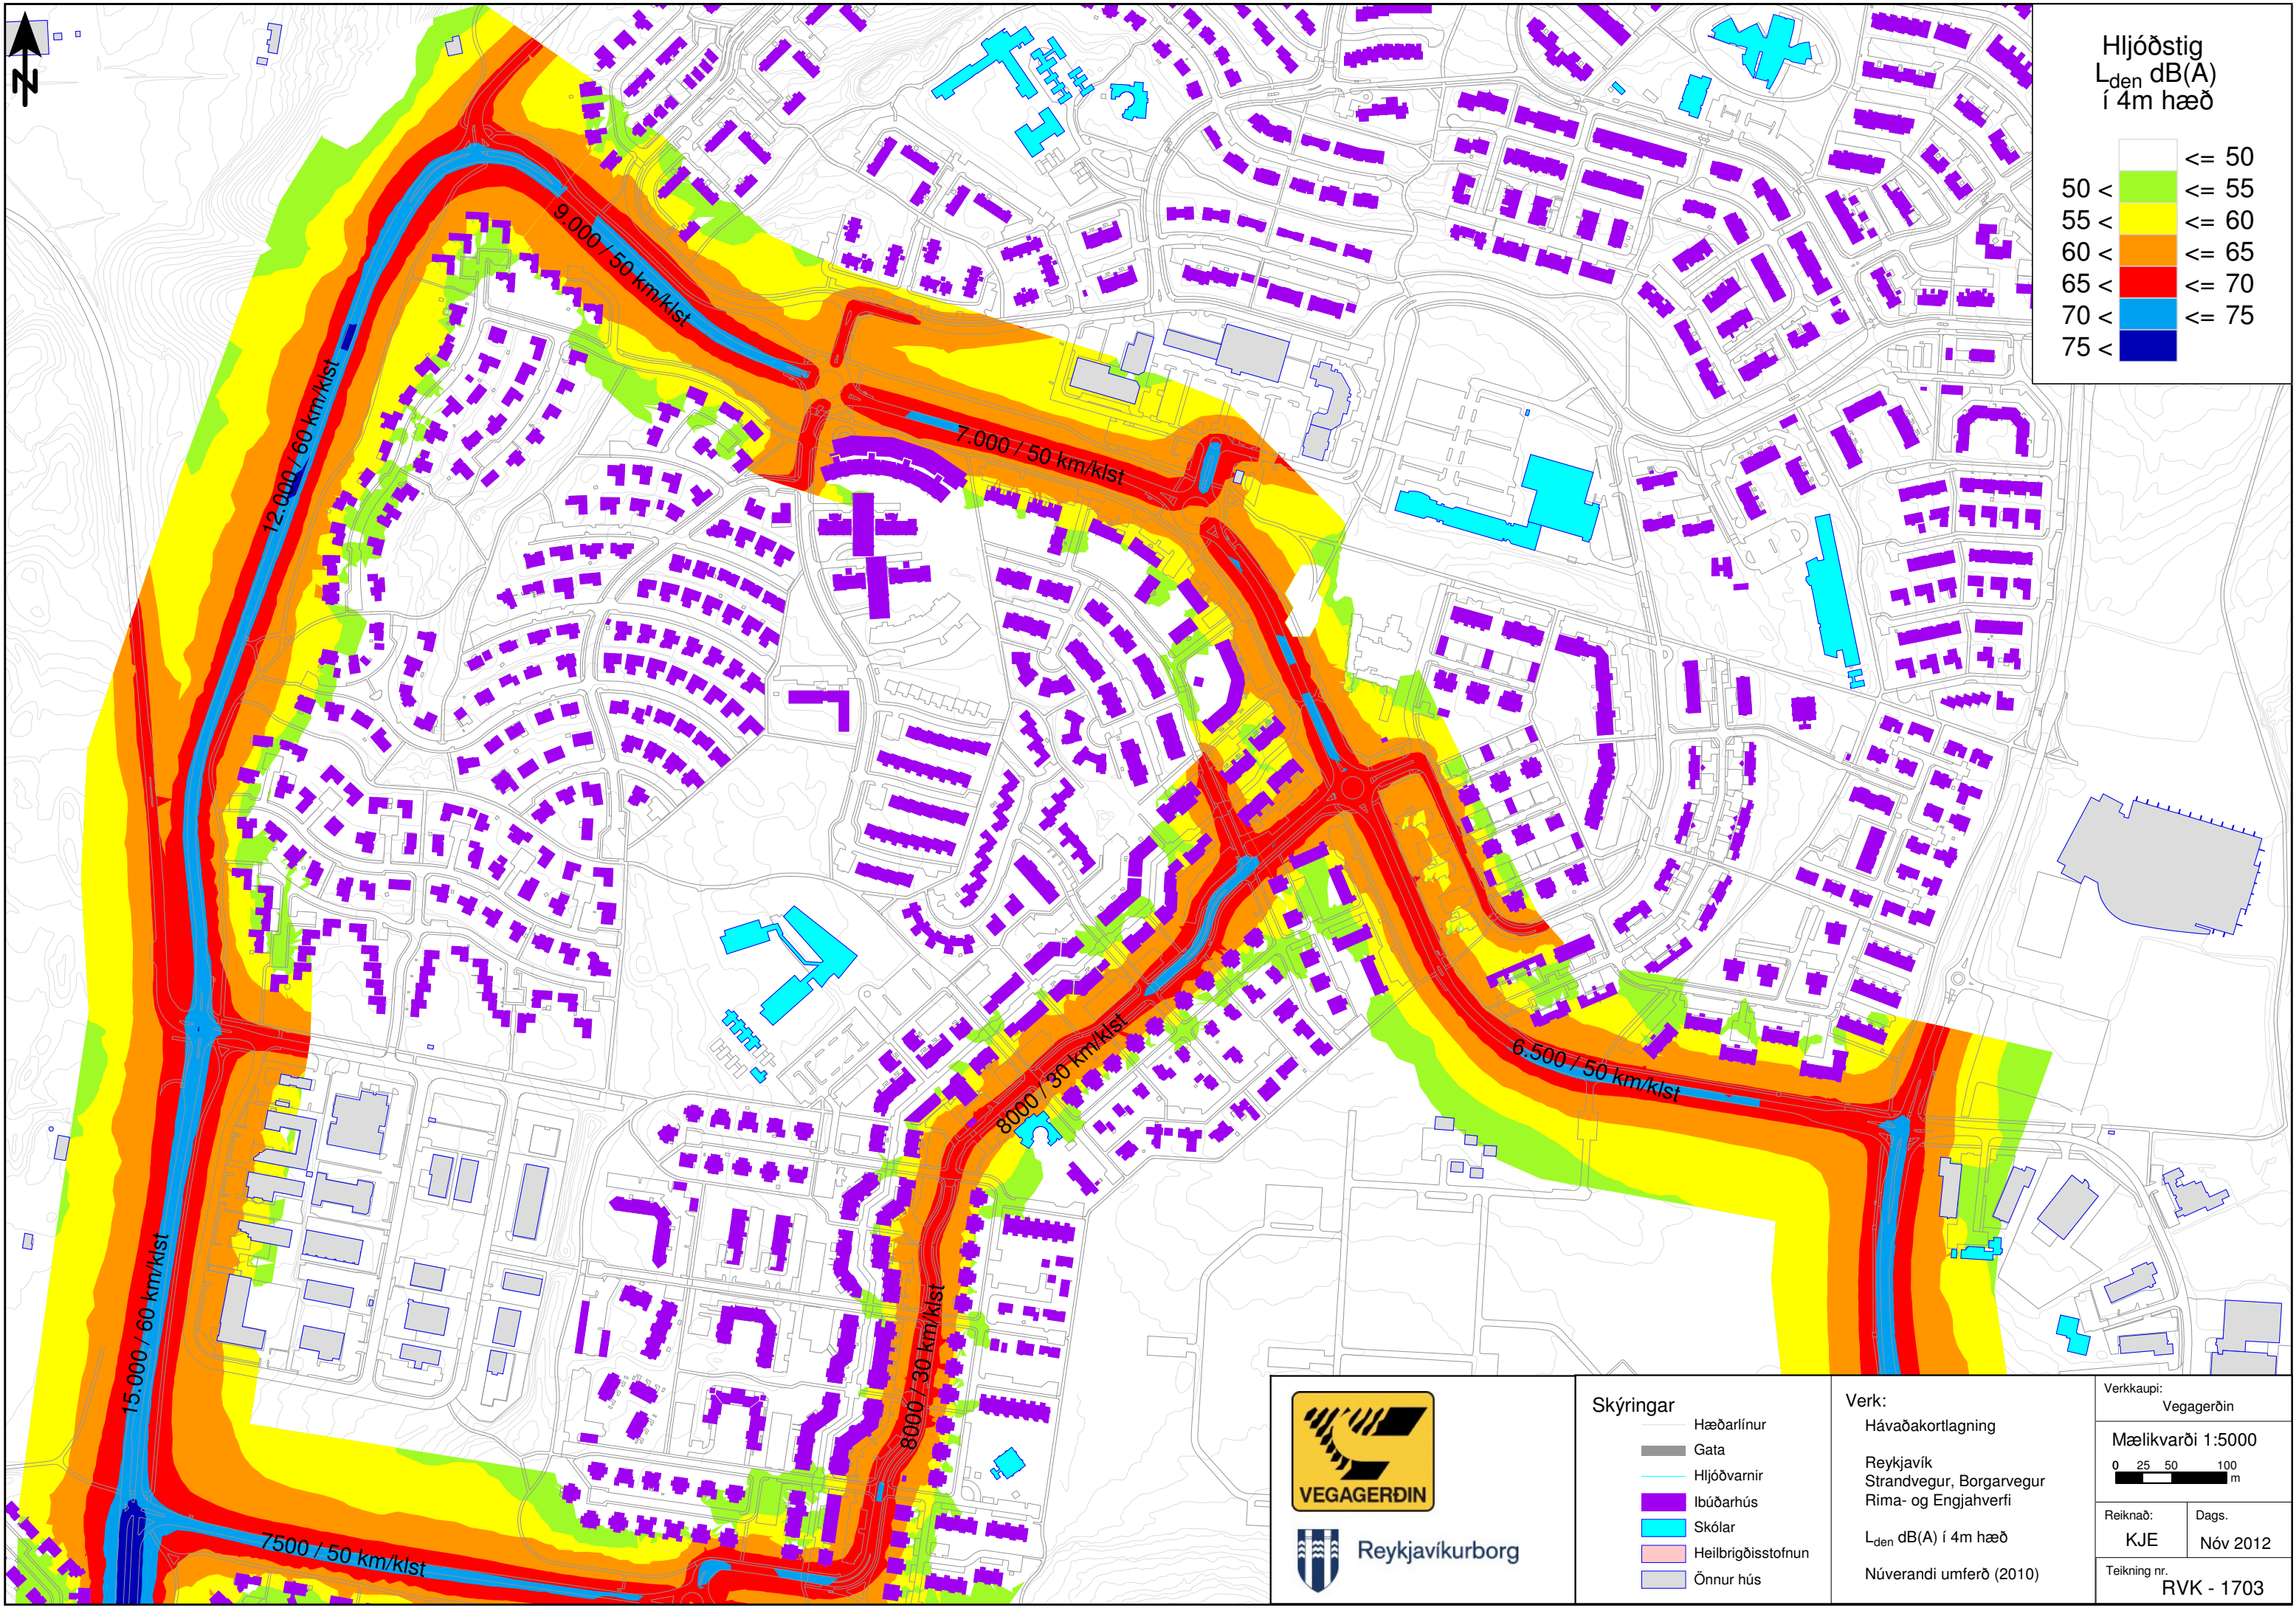 N
Hljóðstig
Lden dB(A)
í 4m hæð
<= 50
50 < <= 55
55 < <= 60
60 < <= 65
65 < <= 70
70 < <= 75
75 <
9.000 / 50 km/klst
12.000 / 60 km/klst
7.000 / 50 km/klst
8000 / 30 km/klst
6.500 / 50 km/klst
15.000 / 60 km/klst
8000 / 30 km/klst
7500 / 50 km/klst
VEGAGERÐIN
Reykjavíkurborg
Skýringar
Hæðarlínur
Gata
Hljóðvarnir
Ibúðarhús
Skólar
Heilbrigðisstofnun
Önnur hús
Verk:
Hávaðakortlagning
Reykjavík
Strandvegur, Borgarvegur
Rima- og Engjahverfi
Lden dB(A) í 4m hæð
Núverandi umferð (2010)
Verkkaupi:
Vegagerðin
Mælikvarði 1:5000
0 25 50 100
m
Reiknað:
KJE
Dags.
Nóv 2012
Teikning nr.
RVK - 1703